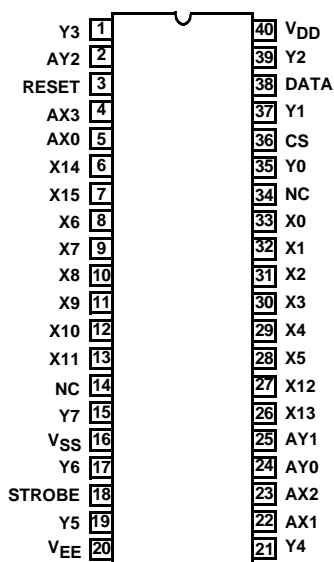 Y3 1 40 VDD
AY2 2 39 Y2
RESET 3 38 DATA
AX3 4 37 Y1
AX0 5 36 CS
X14 6 35 Y0
X15 7 34 NC
X6 8 33 X0
X7 9 32 X1
X8 10 31 X2
X9 11 30 X3
X10 12 29 X4
X11 13 28 X5
NC 14 27 X12
Y7 15 26 X13
VSS 16 25 AY1
Y6 17 24 AY0
STROBE 18 23 AX2
Y5 19 22 AX1
VEE 20 21 Y4